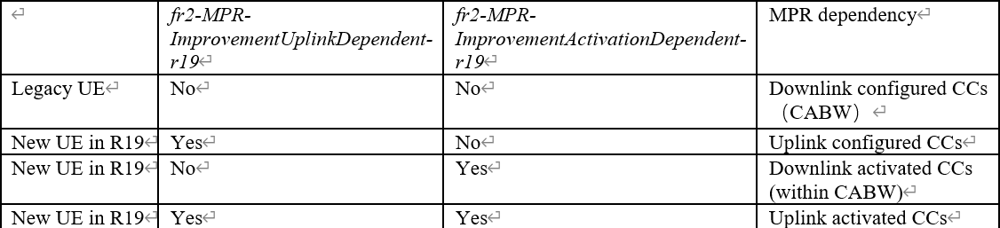 fr2-MPR-
ImprovementUplinkDependent-
r19
fr2-MPR-
ImprovementActivationDependent-
r19
MPR dependency
Legacy UE
No
No
Downlink configured CCs
（CABW）
New UE in R19
Yes
No
Uplink configured CCs
New UE in R19
No
Yes
Downlink activated CCs
(within CABW)
New UE in R19
Yes
Yes
Uplink activated CCs